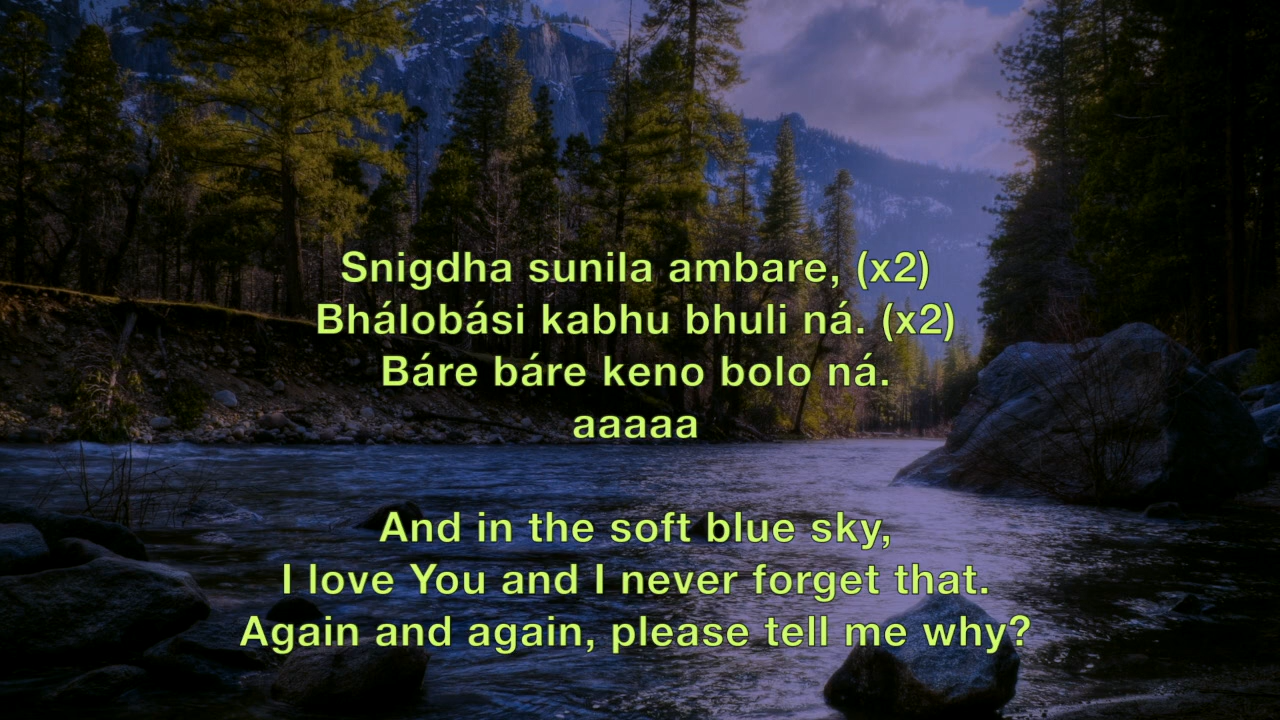 Snigdha sunila ambare, (x2)
Bhálobási kabhu bhuli ná. (x2)
Báre báre keno bolo ná.
aaaaa
And in the soft blue sky,
I love You and I never forget that.
Again and again, please tell me why?